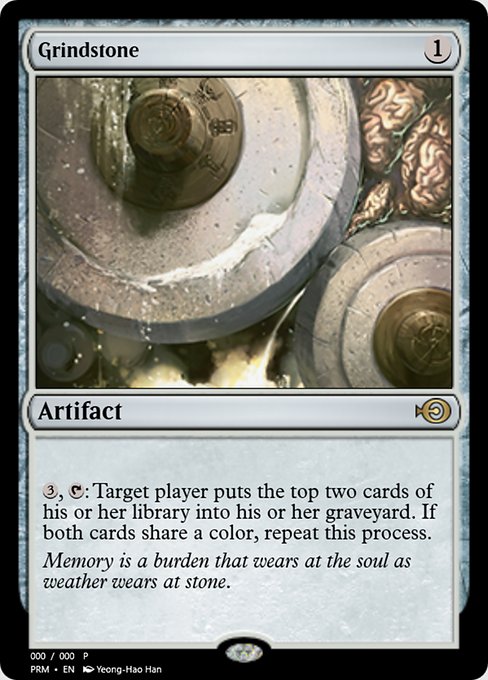 Grindstone 1
Artifact
3, T: Target player puts the top two cards of
his or her library into his or her graveyard. If
both cards share a color, repeat this process.
Memory is a burden that wears at the soul as
weather wears at stone.
000 / 000 P
PRM • EN Yeong-Hao Han